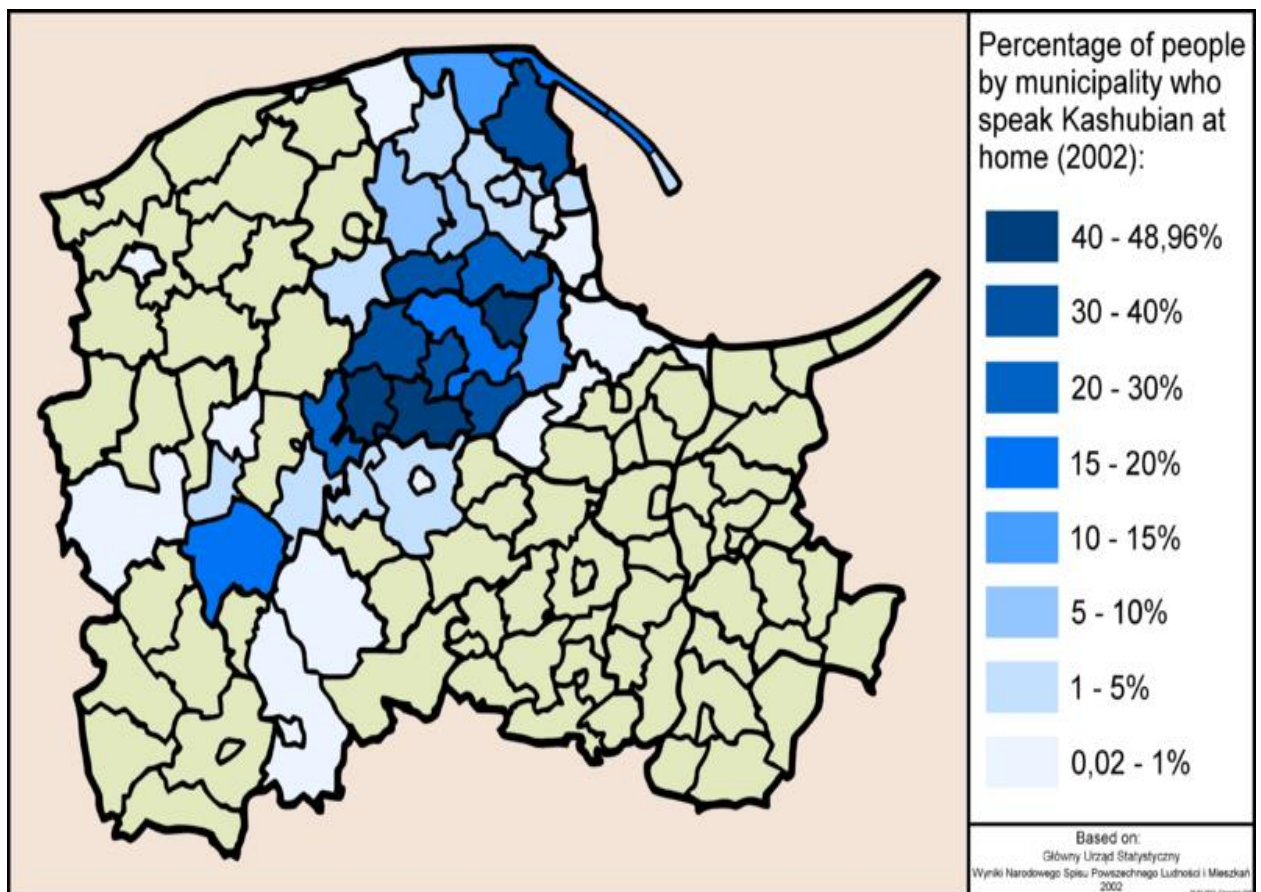 Percentage of people
by municipality who
speak Kashubian at
home (2002):
40 - 48,96%
30 - 40%
20 - 30%
15 - 20%
10 - 15%
5 - 10%
1 - 5%
0,02 - 1%
Based on:
Główny Urząd Statystyczny
Wyniki Narodowego Spisu Powszechnego Ludności i Mieszkań
2002